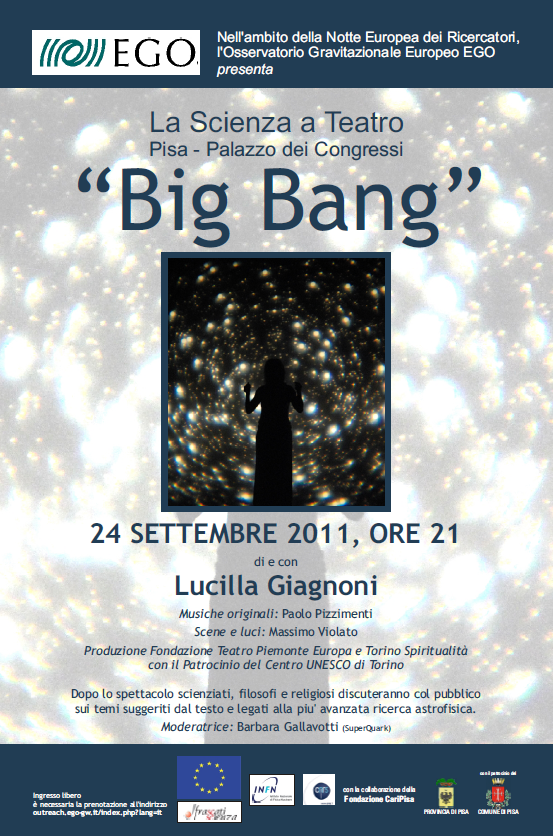 EGO
Nell'ambito della Notte Europea dei Ricercatori,
l'Osservatorio Gravitazionale Europeo EGO
presenta
La Scienza a Teatro
Pisa - Palazzo dei Congressi
“Big Bang”
24 SETTEMBRE 2011, ORE 21
di e con
Lucilla Giagnoni
Musiche originali: Paolo Pizzimenti
Scene e luci: Massimo Violato
Produzione Fondazione Teatro Piemonte Europa e Torino Spiritualità
con il Patrocinio del Centro UNESCO di Torino
Dopo lo spettacolo scienziati, filosofi e religiosi discuteranno col pubblico
sui temi suggeriti dal testo e legati alla piu' avanzata ricerca astrofisica.
Moderatrice: Barbara Gallavotti (SuperQuark)
Ingresso libero
è necessaria la prenotazione all'indirizzo
outreach.ego-gw.it/index.php?lang=it
frascati
scienza
INFN
cnrs
con la collaborazione della
Fondazione CariPisa
con il patrocinio di
PROVINCIA DI PISA
COMUNE DI PISA